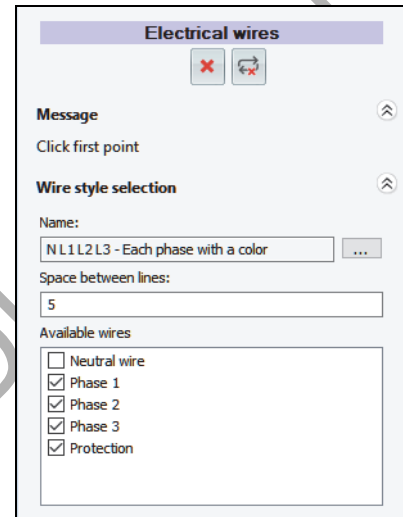 Electrical wires
Message
Click first point
Wire style selection
Name:
N L1 L2 L3 - Each phase with a color
...
Space between lines:
5
Available wires
Neutral wire
Phase 1
Phase 2
Phase 3
Protection